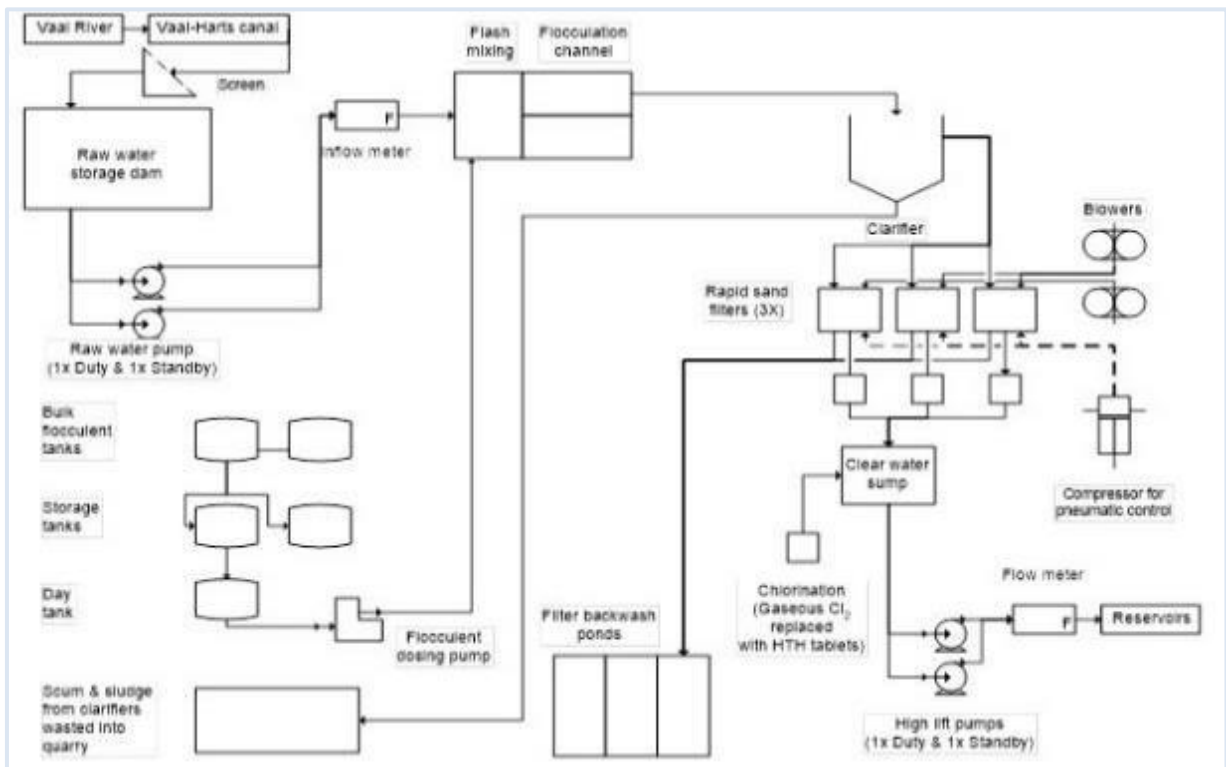 Vaal River
Vaal-Harts canal
Screen
Raw water
storage dam
Inflow meter
F
Flash
mixing
Flocculation
channel
Clarifier
Blowers
Rapid sand
filters (3X)
Raw water pump
(1x Duty & 1x Standby)
Bulk
flocculent
tanks
Storage
tanks
Day
tank
Flocculent
dosing pump
Clear water
sump
Compressor for
pneumatic control
Chlorination
(Gaseous Cl₂
replaced
with HTH tablets)
Flow meter
F
Reservoirs
Filter backwash
ponds
Scum & sludge
from clarifiers
wasted into
quarry
High lift pumps
(1x Duty & 1x Standby)